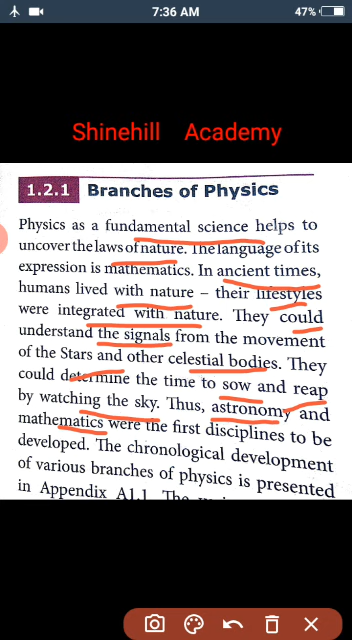 7:36 AM
47%
Shinehill Academy
1.2.1 Branches of Physics
Physics as a fundamental science helps to
uncover the laws of nature. The language of its
expression is mathematics. In ancient times,
humans lived with nature – their lifestyles
were integrated with nature. They could
understand the signals from the movement
of the Stars and other celestial bodies. They
could determine the time to sow and reap
by watching the sky. Thus, astronomy and
mathematics were the first disciplines to be
developed. The chronological development
of various branches of physics is presented
in Appendix A1.1. The